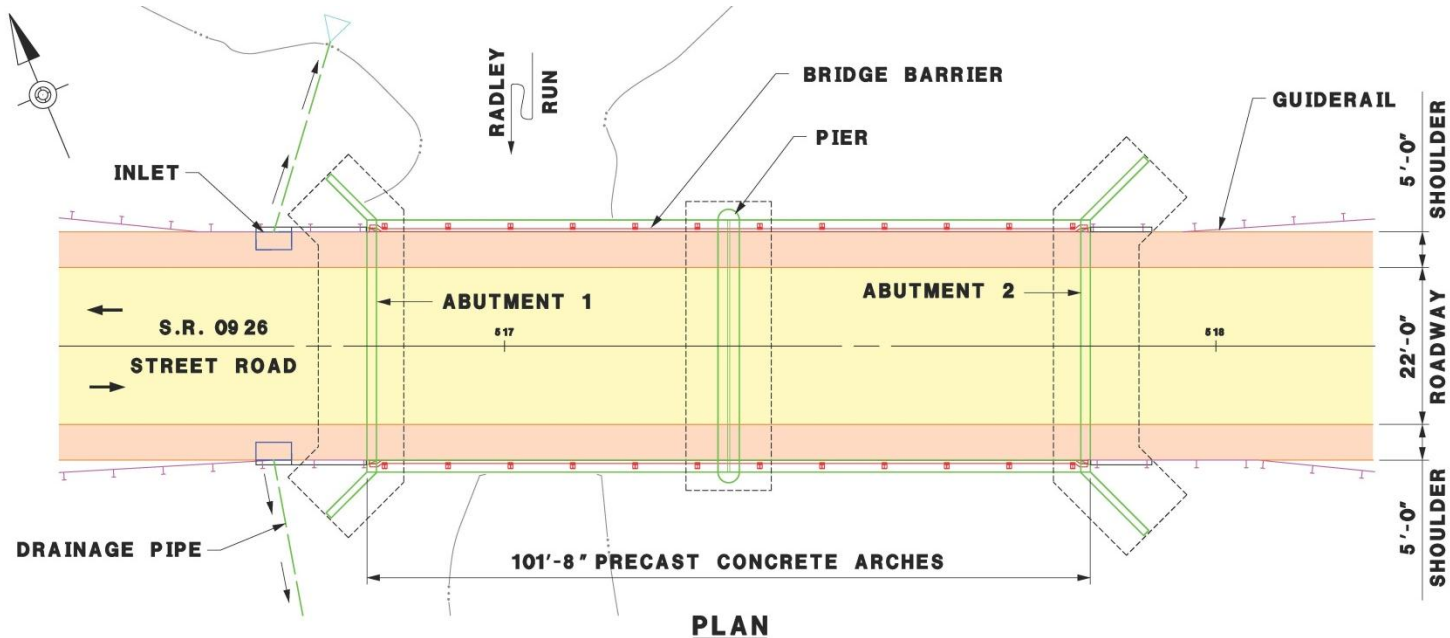 RADLEY
RUN
BRIDGE BARRIER
GUIDERAIL
PIER
5'-0"
SHOULDER
INLET
ABUTMENT 1
ABUTMENT 2
S.R. 0926
517
518
STREET ROAD
22'-0"
ROADWAY
DRAINAGE PIPE
101'-8" PRECAST CONCRETE ARCHES
5'-0"
SHOULDER
PLAN